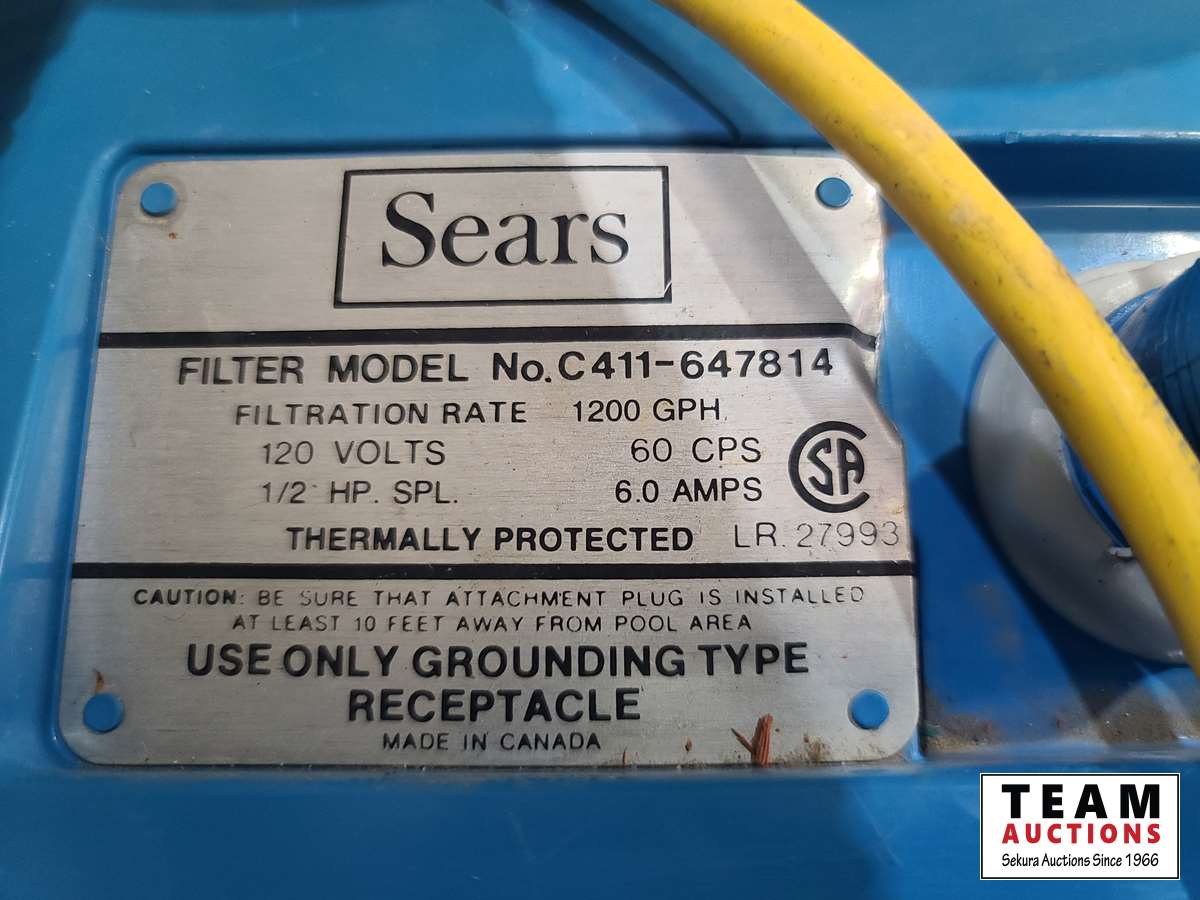 Sears
FILTER MODEL No. C411-647814
FILTRATION RATE 1200 GPH.
120 VOLTS 60 CPS
1/2 HP. SPL. 6.0 AMPS
CSA
THERMALLY PROTECTED LR. 27993
CAUTION: BE SURE THAT ATTACHMENT PLUG IS INSTALLED
AT LEAST 10 FEET AWAY FROM POOL AREA
USE ONLY GROUNDING TYPE
RECEPTACLE
MADE IN CANADA
TEAM
AUCTIONS
Sekura Auctions Since 1966